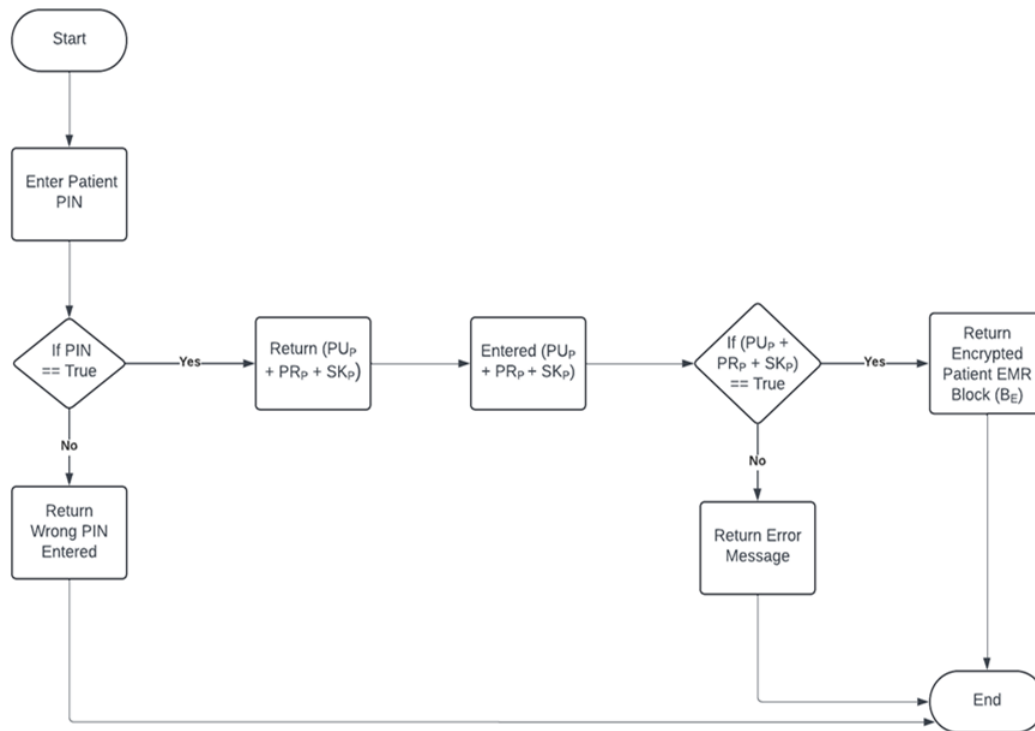 Start
Enter Patient
PIN
If PIN
== True
Yes
Return (PUₚ
+ PRₚ + SKₚ)
Entered (PUₚ
+ PRₚ + SKₚ)
If (PUₚ +
PRₚ + SKₚ)
== True
Yes
Return
Encrypted
Patient EMR
Block (B_E)
No
Return
Wrong PIN
Entered
No
Return Error
Message
End